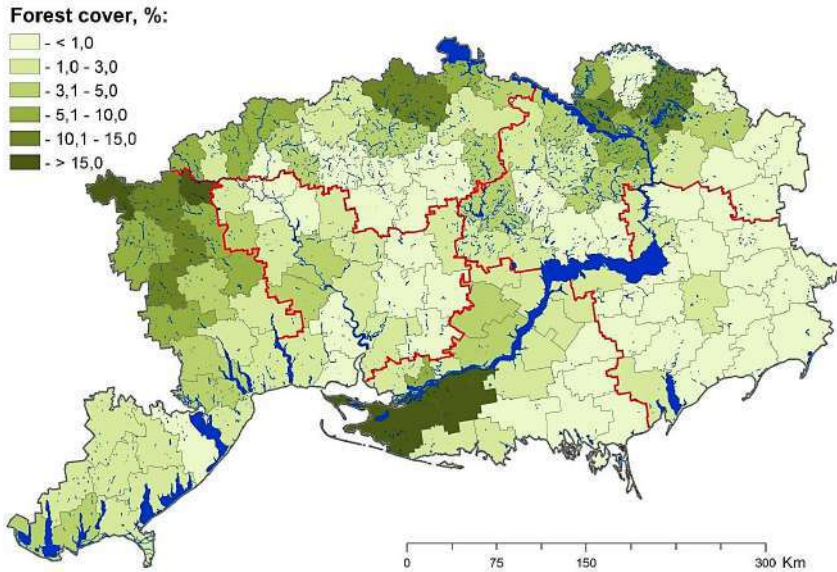 Forest cover, %:
- < 1,0
- 1,0 - 3,0
- 3,1 - 5,0
- 5,1 - 10,0
- 10,1 - 15,0
- > 15,0
0 75 150 300 Km